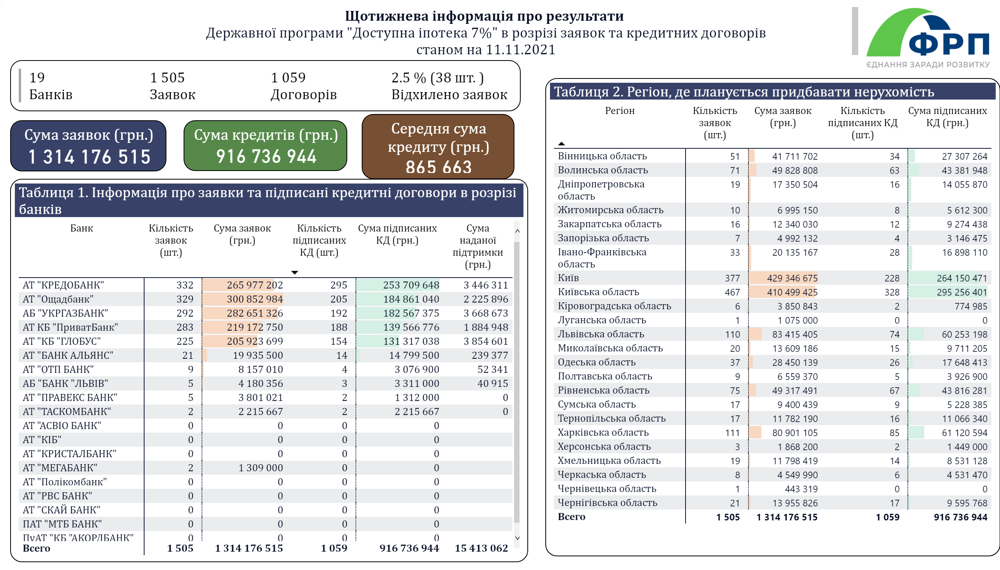 Щотижнева інформація про результати
Державної програми "Доступна іпотека 7%" в розрізі заявок та кредитних договорів
станом на 11.11.2021
ФРП
ЄДНАННЯ ЗАРАДИ РОЗВИТКУ
19 1 505 1 059 2.5 % (38 шт. )
Банків Заявок Договорів Відхилено заявок
Сума заявок (грн.)
1 314 176 515
Сума кредитів (грн.)
916 736 944
Середня сума
кредиту (грн.)
865 663
Таблиця 1. Інформація про заявки та підписані кредитні договори в розрізі
банків
Банк Кількість Сума заявок Кількість Сума підписаних Сума
заявок (грн.) підписаних КД (грн.) наданої
(шт.) КД (шт.) підтримки
(грн.)
АТ "КРЕДОБАНК" 332 265 977 202 295 253 709 648 3 446 311
АТ "Ощадбанк" 329 300 852 984 205 184 861 040 2 225 896
АБ "УКРГАЗБАНК" 292 282 651 326 192 182 567 375 3 668 673
АТ КБ "ПриватБанк" 283 219 172 750 188 139 566 776 1 884 948
АТ "КБ "ГЛОБУС" 225 205 923 699 154 131 317 038 3 854 601
АТ "БАНК АЛЬЯНС" 21 19 935 500 14 14 799 500 239 377
АТ "ОТП БАНК" 9 8 157 010 4 3 076 900 52 341
АБ "БАНК "ЛЬВІВ" 5 4 180 356 3 3 311 000 40 915
АТ "ПРАВЕКС БАНК" 5 3 801 021 2 1 312 000 0
АТ "ТАСКОМБАНК" 2 2 215 667 2 2 215 667 0
АТ "АСВІО БАНК" 0 0 0 0
АТ "КІБ" 0 0 0 0
АТ "КРИСТАЛБАНК" 0 0 0 0
АТ "МЕГАБАНК" 2 1 309 000 0 0
АТ "Полікомбанк" 0 0 0 0
АТ "РВС БАНК" 0 0 0 0
АТ "СКАЙ БАНК" 0 0 0 0
ПАТ "МТБ БАНК" 0 0 0 0
ПуАТ "КБ "АКОРДБАНК" 0 0 0 0
Всего 1 505 1 314 176 515 1 059 916 736 944 15 413 062
Таблиця 2. Регіон, де планується придбавати нерухомість
Регіон Кількість Сума заявок Кількість Сума підписаних
заявок (грн.) підписаних КД КД (грн.)
(шт.) (шт.)
Вінницька область 51 41 711 702 34 27 307 264
Волинська область 71 49 828 808 63 43 381 948
Дніпропетровська 19 17 350 504 16 14 055 870
область
Житомирська область 10 6 995 150 8 5 612 300
Закарпатська область 16 12 340 030 12 9 274 438
Запорізька область 7 4 992 132 4 3 146 475
Івано-Франківська 33 20 135 167 28 16 898 110
область
Київ 377 429 346 675 228 264 150 471
Київська область 467 410 499 425 328 295 256 401
Кіровоградська область 6 3 850 843 2 774 985
Луганська область 1 1 075 000 0 0
Львівська область 110 83 415 405 74 60 253 198
Миколаївська область 20 13 609 186 15 9 711 205
Одеська область 37 28 450 139 26 17 648 413
Полтавська область 9 6 559 370 5 3 926 900
Рівненська область 75 49 317 491 67 43 816 281
Сумська область 17 9 400 439 9 5 228 385
Тернопільська область 17 11 782 190 16 11 066 340
Харківська область 111 80 901 105 85 61 120 594
Херсонська область 3 1 868 200 2 1 449 000
Хмельницька область 19 11 798 419 14 8 531 128
Черкаська область 8 4 549 990 6 4 531 470
Чернівецька область 1 443 319 0 0
Чернігівська область 21 13 955 826 17 9 595 768
Всего 1 505 1 314 176 515 1 059 916 736 944